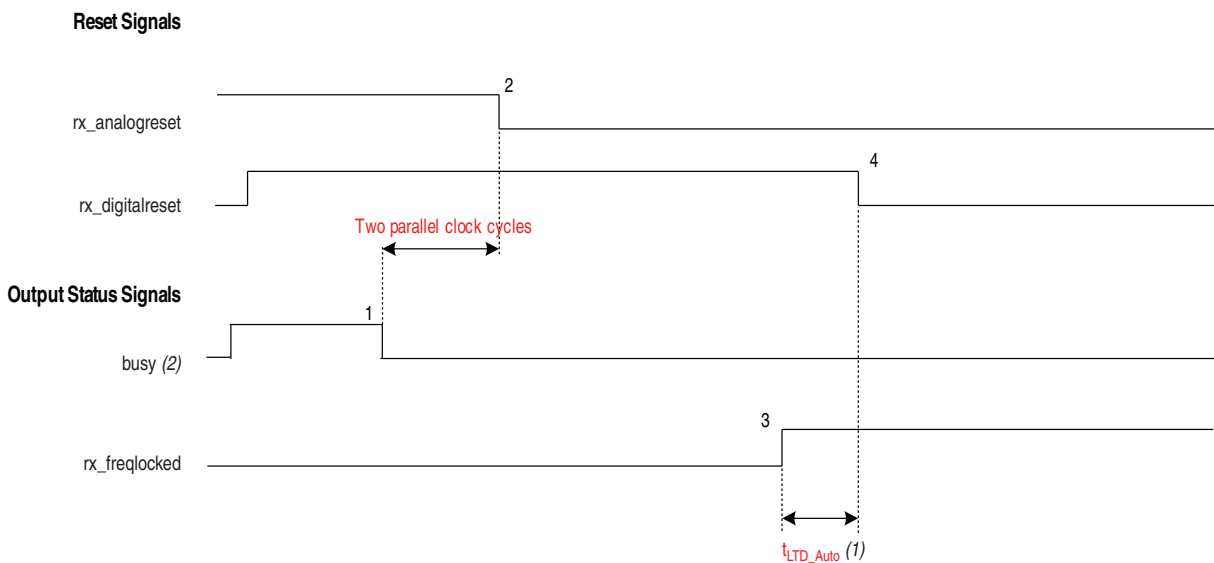 Reset Signals
2
rx_analogreset
4
rx_digitalreset
Two parallel clock cycles
Output Status Signals
1
busy (2)
3
rx_freqlocked
tLTD_Auto (1)